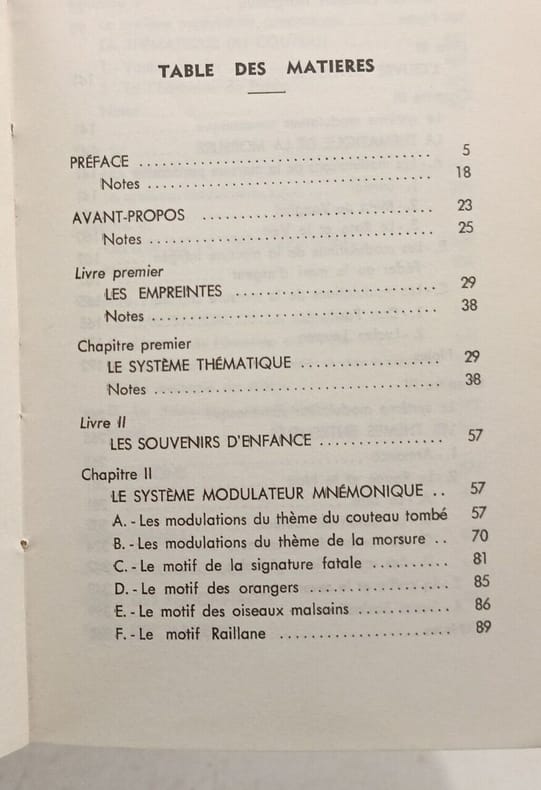 TABLE DES MATIERES
PRÉFACE .................................. 5
Notes .................................. 18
AVANT-PROPOS .......................... 23
Notes .................................. 25
Livre premier
LES EMPREINTES ....................... 29
Notes .................................. 38
Chapitre premier
LE SYSTÈME THÉMATIQUE ................ 29
Notes .................................. 38
Livre II
LES SOUVENIRS D'ENFANCE .............. 57
Chapitre II
LE SYSTÈME MODULATEUR MNÉMONIQUE .. 57
A. - Les modulations du thème du couteau tombé 57
B. - Les modulations du thème de la morsure .. 70
C. - Le motif de la signature fatale .......... 81
D. - Le motif des orangers ................ 85
E. - Le motif des oiseaux malsains ............ 86
F. - Le motif Raillane ..................... 89